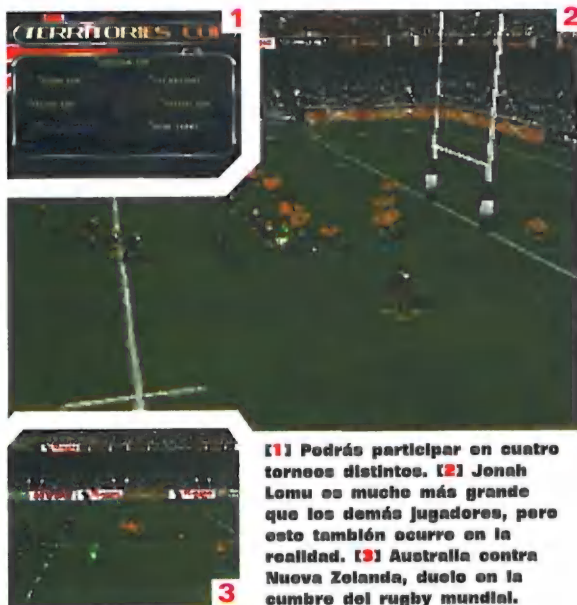 1
TERRITORIES CU
2
3
[1] Podrás participar en cuatro
torneos distintos. [2] Jonah
Lomu es mucho más grande
que los demás jugadores, pero
esto también ocurre en la
realidad. [3] Australia contra
Nueva Zelanda, duelo en la
cumbre del rugby mundial.